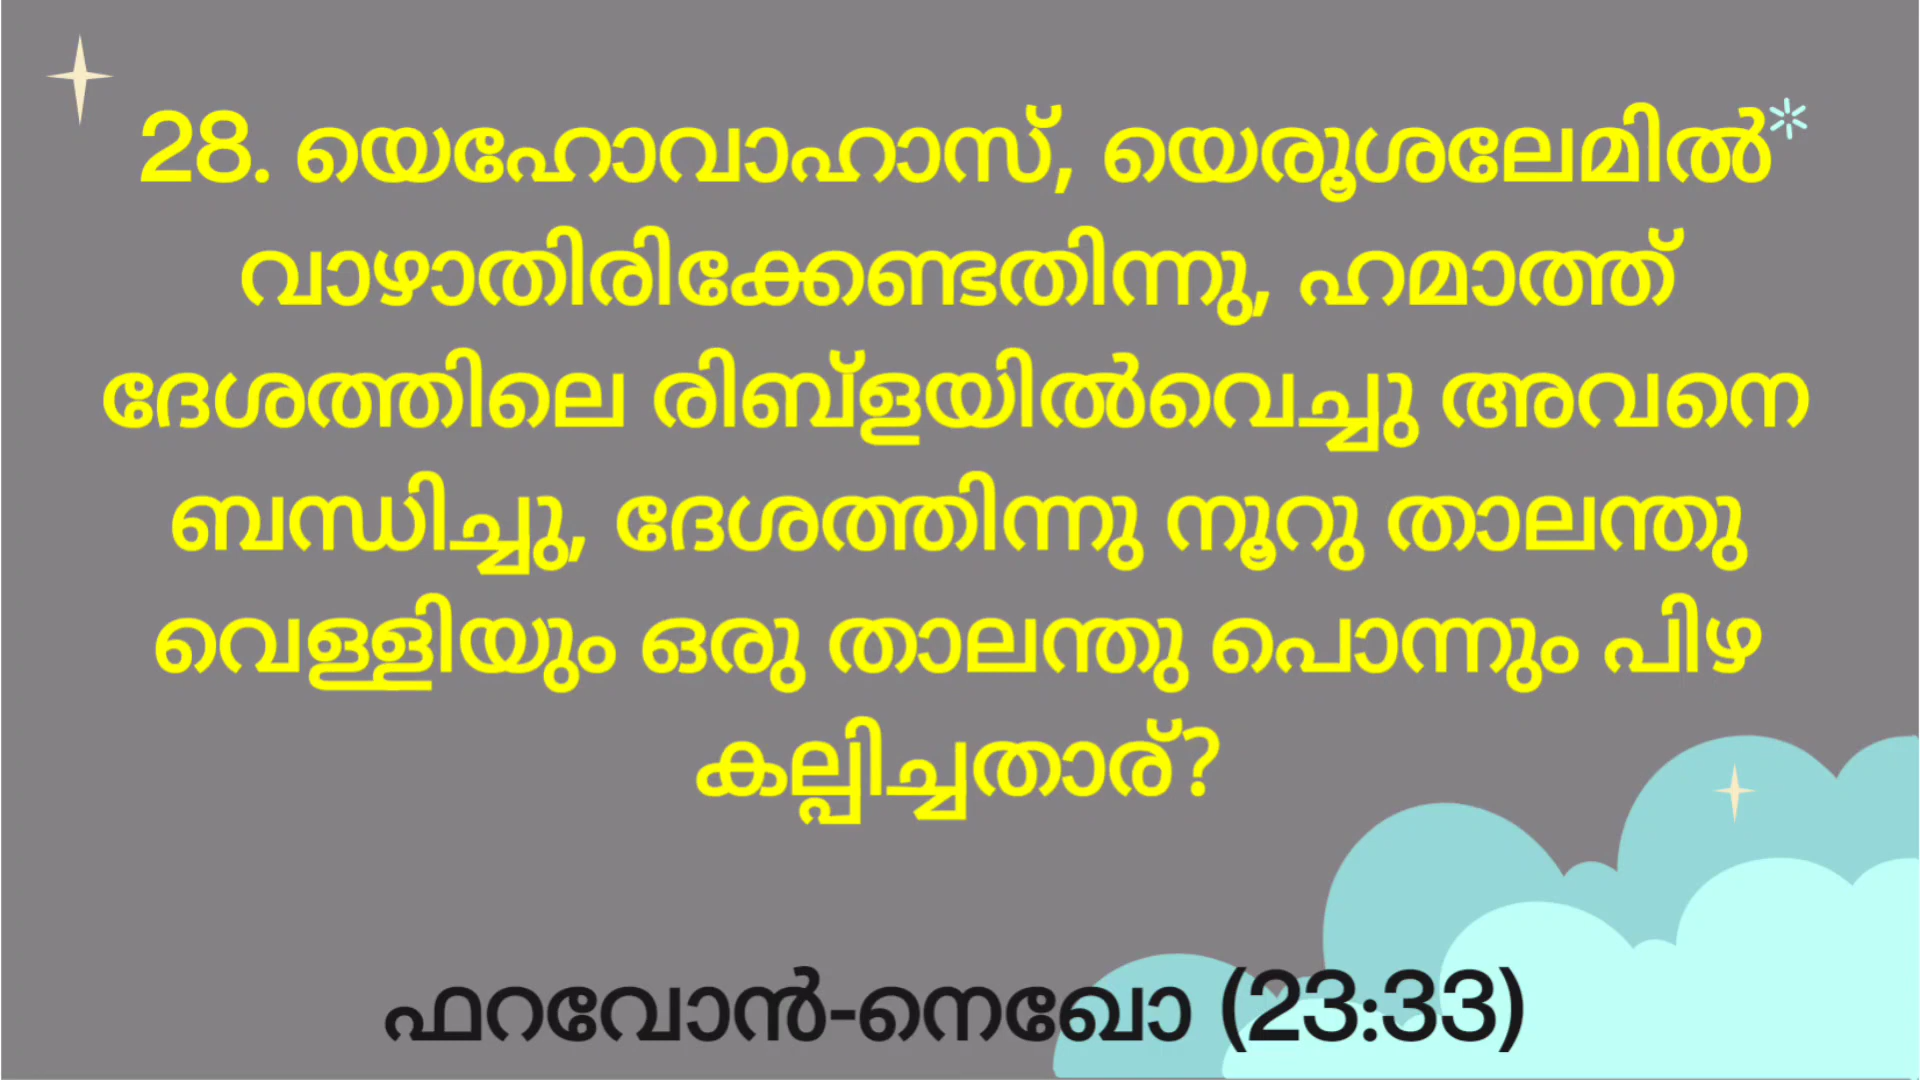 28. യെഹോവാഹാസ്, യെരൂശലേമിൽ
വാഴാതിരിക്കേണ്ടതിന്നു, ഹമാത്ത്
ദേശത്തിലെ രിബ്ളയിൽവെച്ചു അവനെ
ബന്ധിച്ചു, ദേശത്തിന്നു നൂറു താലന്തു
വെള്ളിയും ഒരു താലന്തു പൊന്നും പിഴ
കല്പിച്ചതാര്?
ഫറവോൻ-നെഖോ (23:33)